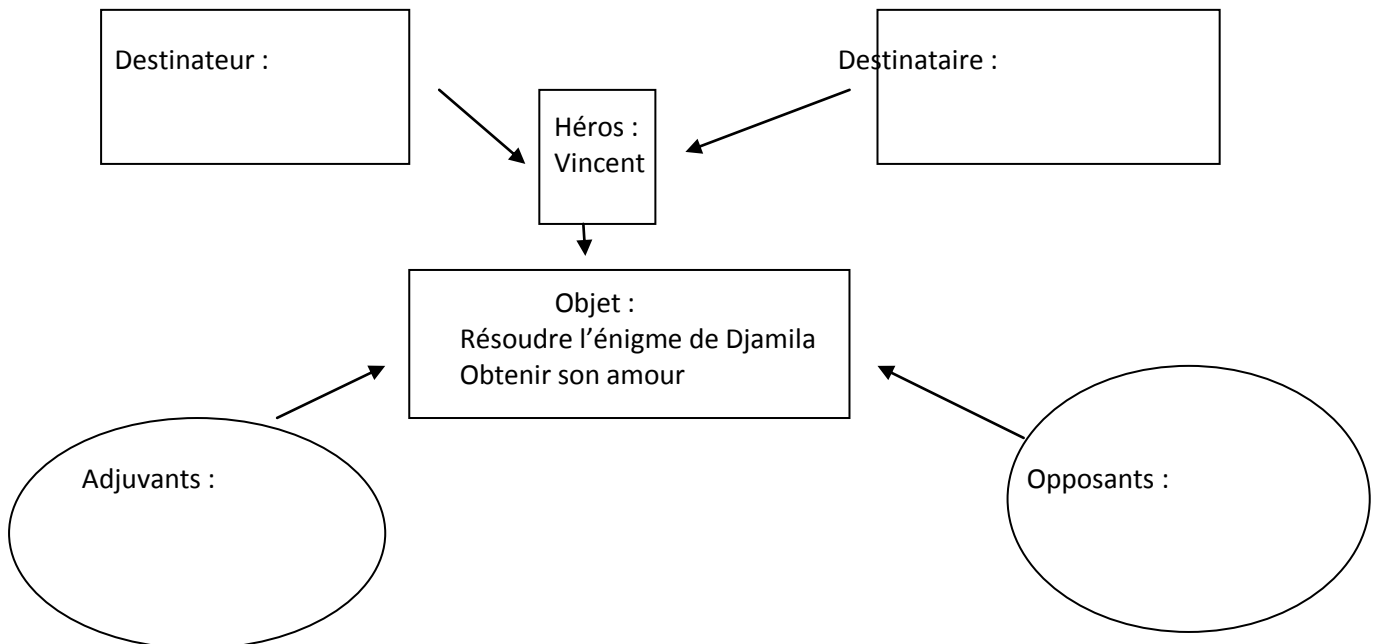 Destinateur :
Destinataire :
Héros :
Vincent
Objet :
Résoudre l’énigme de Djamila
Obtenir son amour
Adjuvants :
Opposants :